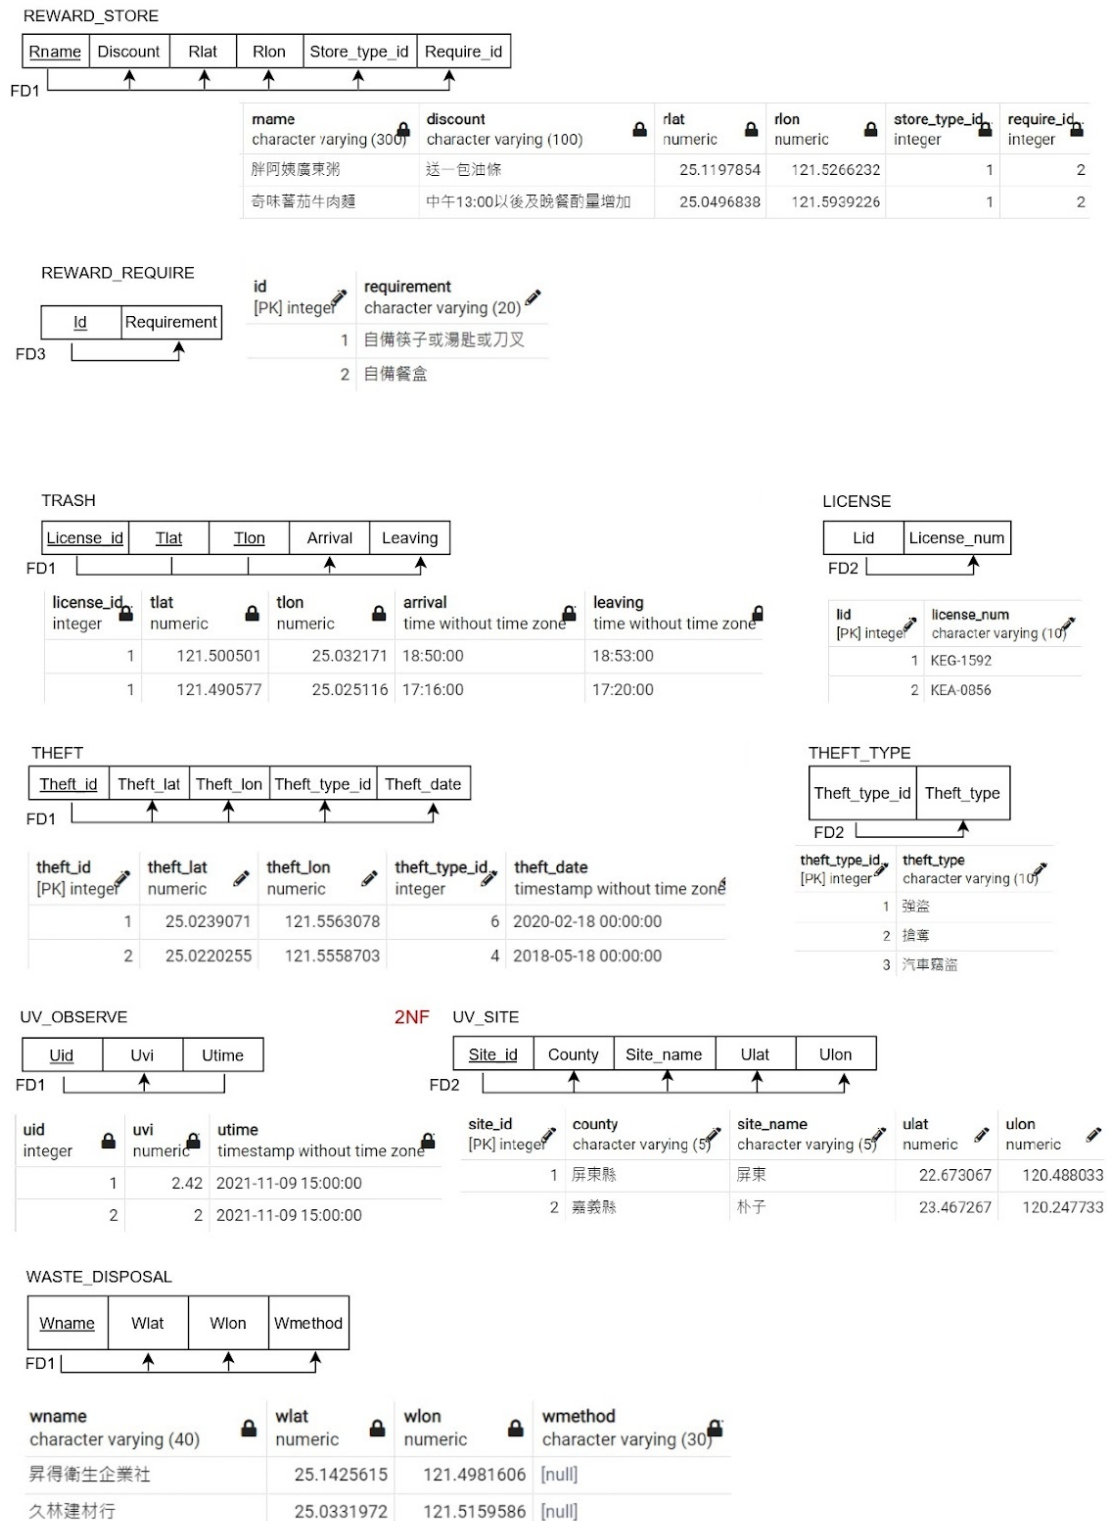 REWARD_STORE
Rname Discount Rlat Rlon Store_type_id Require_id
FD1
rname discount rlat rlon store_type_id require_id
character varying (300) character varying (100) numeric numeric integer integer
胖阿姨廣東粥 送一包油條 25.1197854 121.5266232 1 2
奇味蕃茄牛肉麵 中午13:00以後及晚餐酌量增加 25.0496838 121.5939226 1 2
REWARD_REQUIRE
Id Requirement
FD3
id requirement
[PK] integer character varying (20)
1 自備筷子或湯匙或刀叉
2 自備餐盒
TRASH
License_id Tlat Tlon Arrival Leaving
FD1
license_id tlat tlon arrival leaving
integer numeric numeric time without time zone time without time zone
1 121.500501 25.032171 18:50:00 18:53:00
1 121.490577 25.025116 17:16:00 17:20:00
LICENSE
Lid License_num
FD2
lid license_num
[PK] integer character varying (10)
1 KEG-1592
2 KEA-0856
THEFT
Theft_id Theft_lat Theft_lon Theft_type_id Theft_date
FD1
theft_id theft_lat theft_lon theft_type_id theft_date
[PK] integer numeric numeric integer timestamp without time zone
1 25.0239071 121.5563078 6 2020-02-18 00:00:00
2 25.0220255 121.5558703 4 2018-05-18 00:00:00
THEFT_TYPE
Theft_type_id Theft_type
FD2
theft_type_id theft_type
[PK] integer character varying (10)
1 強盜
2 搶奪
3 汽車竊盜
UV_OBSERVE
Uid Uvi Utime
FD1
uid uvi utime
integer numeric timestamp without time zone
1 2.42 2021-11-09 15:00:00
2 2 2021-11-09 15:00:00
2NF
UV_SITE
Site_id County Site_name Ulat Ulon
FD2
site_id county site_name ulat ulon
[PK] integer character varying (5) character varying (5) numeric numeric
1 屏東縣 屏東 22.673067 120.488033
2 嘉義縣 朴子 23.467267 120.247733
WASTE_DISPOSAL
Wname Wlat Wlon Wmethod
FD1
wname wlat wlon wmethod
character varying (40) numeric numeric character varying (30)
昇得衛生企業社 25.1425615 121.4981606 [null]
久林建材行 25.0331972 121.5159586 [null]